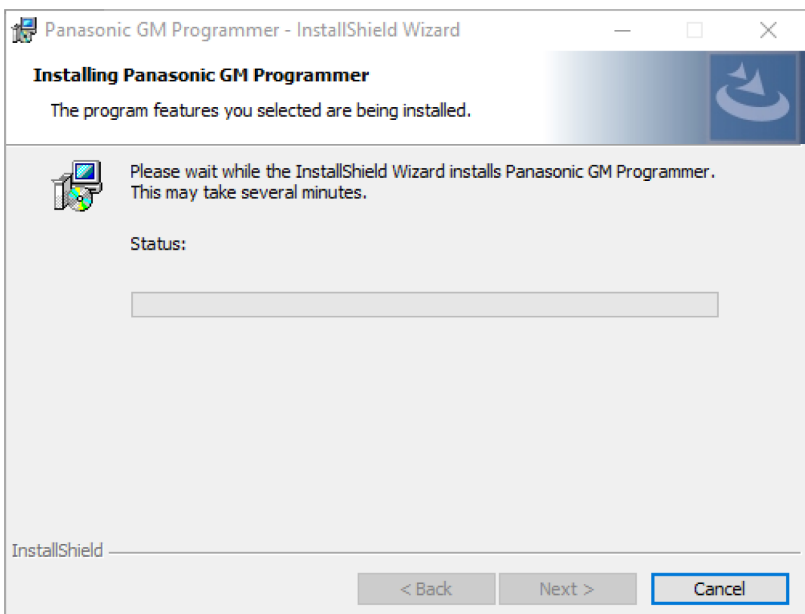 Panasonic GM Programmer - InstallShield Wizard
Installing Panasonic GM Programmer
The program features you selected are being installed.
Please wait while the InstallShield Wizard installs Panasonic GM Programmer.
This may take several minutes.
Status:
InstallShield
< Back
Next >
Cancel